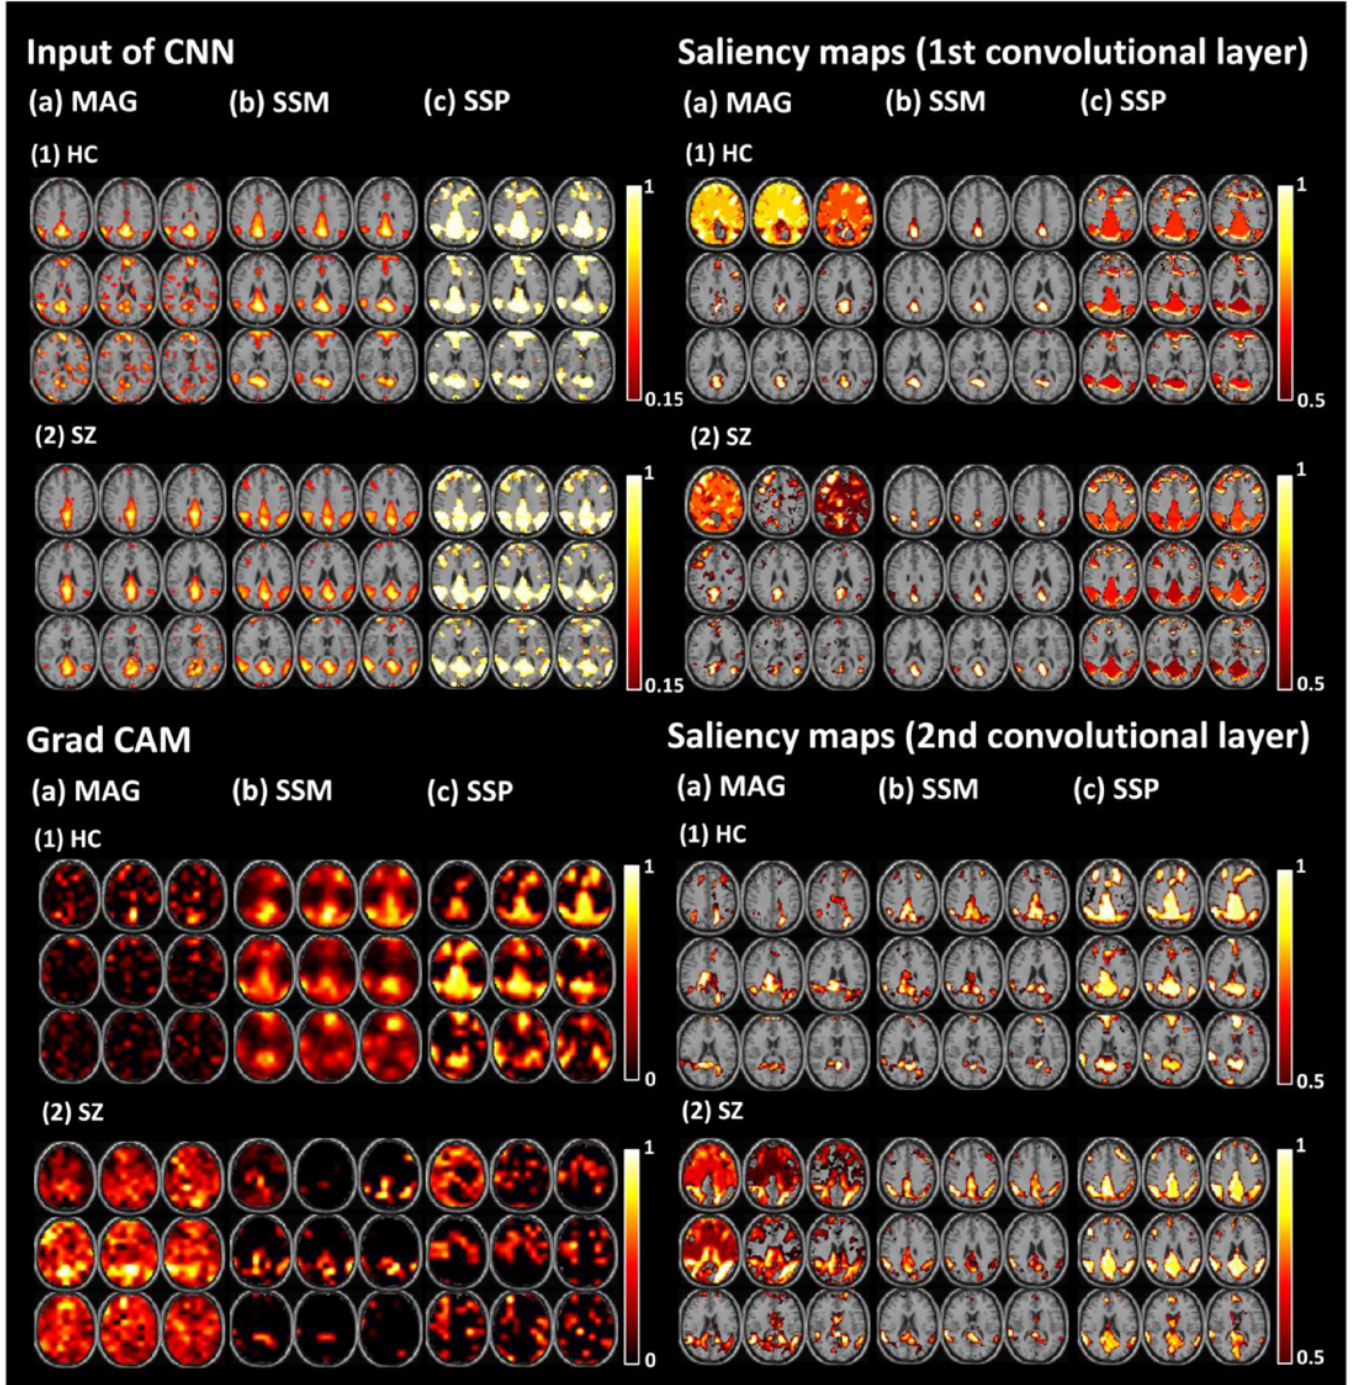 Input of CNN
(a) MAG (b) SSM (c) SSP
(1) HC
1
0.15
(2) SZ
1
0.15
Saliency maps (1st convolutional layer)
(a) MAG (b) SSM (c) SSP
(1) HC
1
0.5
(2) SZ
1
0.5
Grad CAM
(a) MAG (b) SSM (c) SSP
(1) HC
1
0
(2) SZ
1
0
Saliency maps (2nd convolutional layer)
(a) MAG (b) SSM (c) SSP
(1) HC
1
0.5
(2) SZ
1
0.5